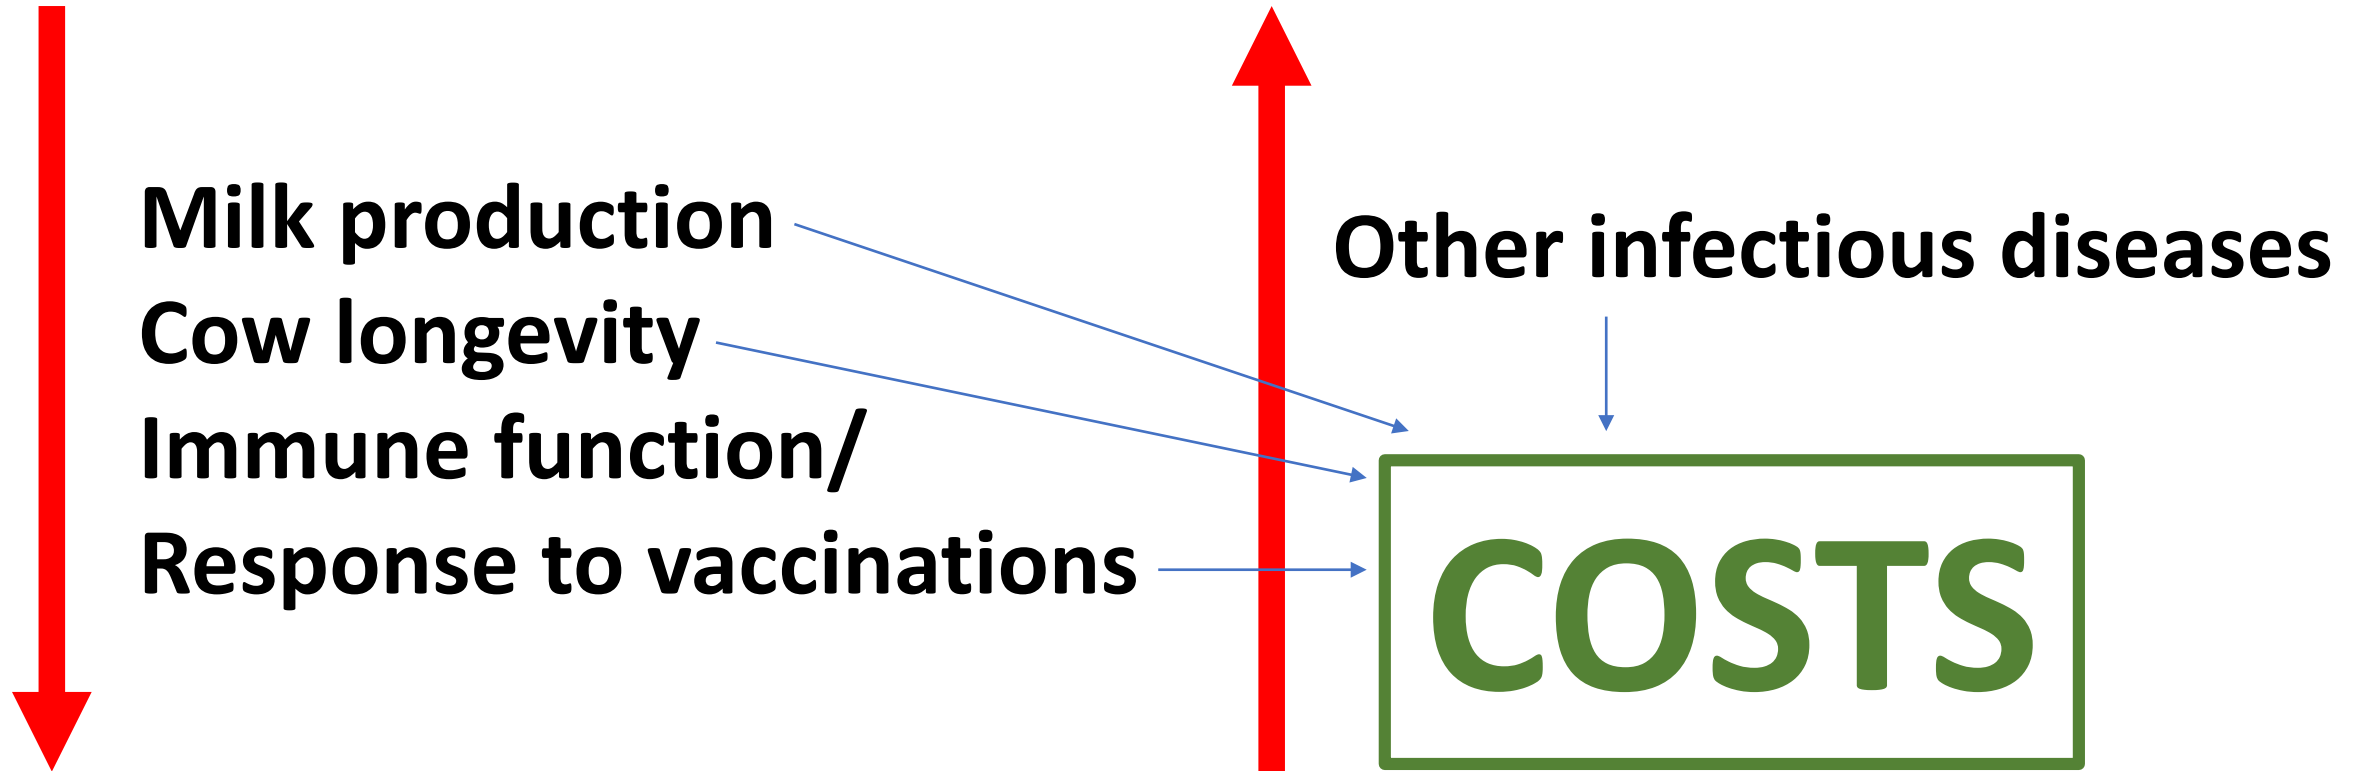 Milk production
Cow longevity
Immune function/
Response to vaccinations
Other infectious diseases
COSTS